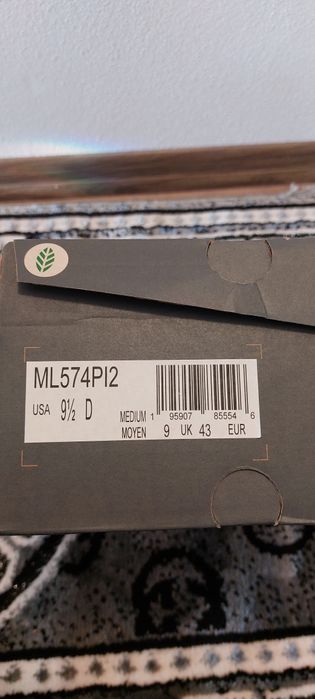 ML574PI2
USA 9½ D MEDIUM 1 95907 85554 6
MOYEN 9 UK 43 EUR